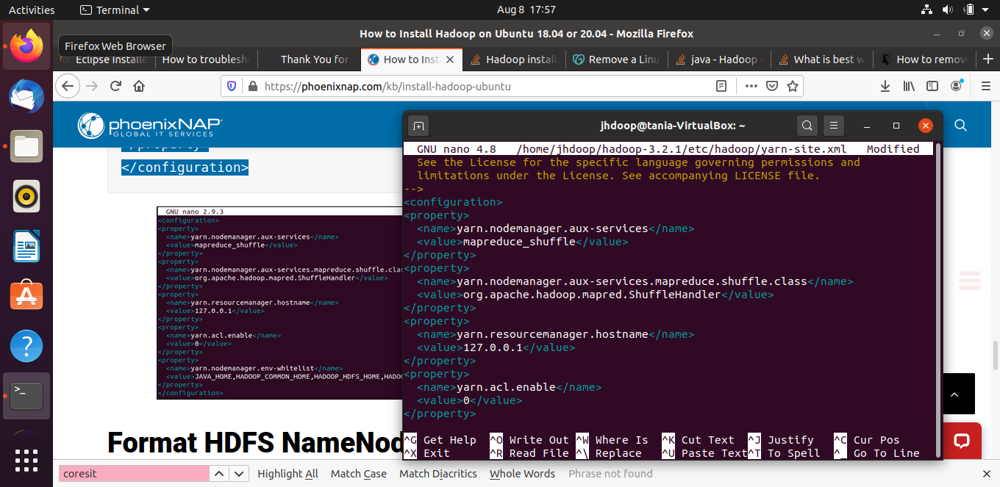 Activities
Terminal
Aug 8 17:57
How to Install Hadoop on Ubuntu 18.04 or 20.04 - Mozilla Firefox
Firefox Web Browser
Eclipse Installe
How to troublesh
Thank You for
How to Inst
Hadoop instal
Remove a Linu
java - Hadoop
What is best w
How to remov
https://phoenixnap.com/kb/install-hadoop-ubuntu
phoenixNAP
GLOBAL IT SERVICES
</property>
</configuration>
GNU nano 2.9.3
<configuration>
<property>
<name>yarn.nodemanager.aux-services</name>
<value>mapreduce_shuffle</value>
</property>
<property>
<name>yarn.nodemanager.aux-services.mapreduce.shuffle.clas
<value>org.apache.hadoop.mapred.ShuffleHandler</value>
</property>
<property>
<name>yarn.resourcemanager.hostname</name>
<value>127.0.0.1</value>
</property>
<property>
<name>yarn.acl.enable</name>
<value>0</value>
</property>
<property>
<name>yarn.nodemanager.env-whitelist</name>
<value>JAVA_HOME,HADOOP_COMMON_HOME,HADOOP_HDFS_HOME,HADOO
</property>
</configuration>
Format HDFS NameNod
jhdoop@tania-VirtualBox: ~
GNU nano 4.8 /home/jhdoop/hadoop-3.2.1/etc/hadoop/yarn-site.xml Modified
See the License for the specific language governing permissions and
limitations under the License. See accompanying LICENSE file.
-->
<configuration>
<property>
<name>yarn.nodemanager.aux-services</name>
<value>mapreduce_shuffle</value>
</property>
<property>
<name>yarn.nodemanager.aux-services.mapreduce.shuffle.class</name>
<value>org.apache.hadoop.mapred.ShuffleHandler</value>
</property>
<property>
<name>yarn.resourcemanager.hostname</name>
<value>127.0.0.1</value>
</property>
<property>
<name>yarn.acl.enable</name>
<value>0</value>
</property>
^G Get Help ^O Write Out ^W Where Is ^K Cut Text ^J Justify ^C Cur Pos
^X Exit ^R Read File ^\ Replace ^U Paste Text ^T To Spell ^_ Go To Line
coresit
Highlight All
Match Case
Match Diacritics
Whole Words
Phrase not found